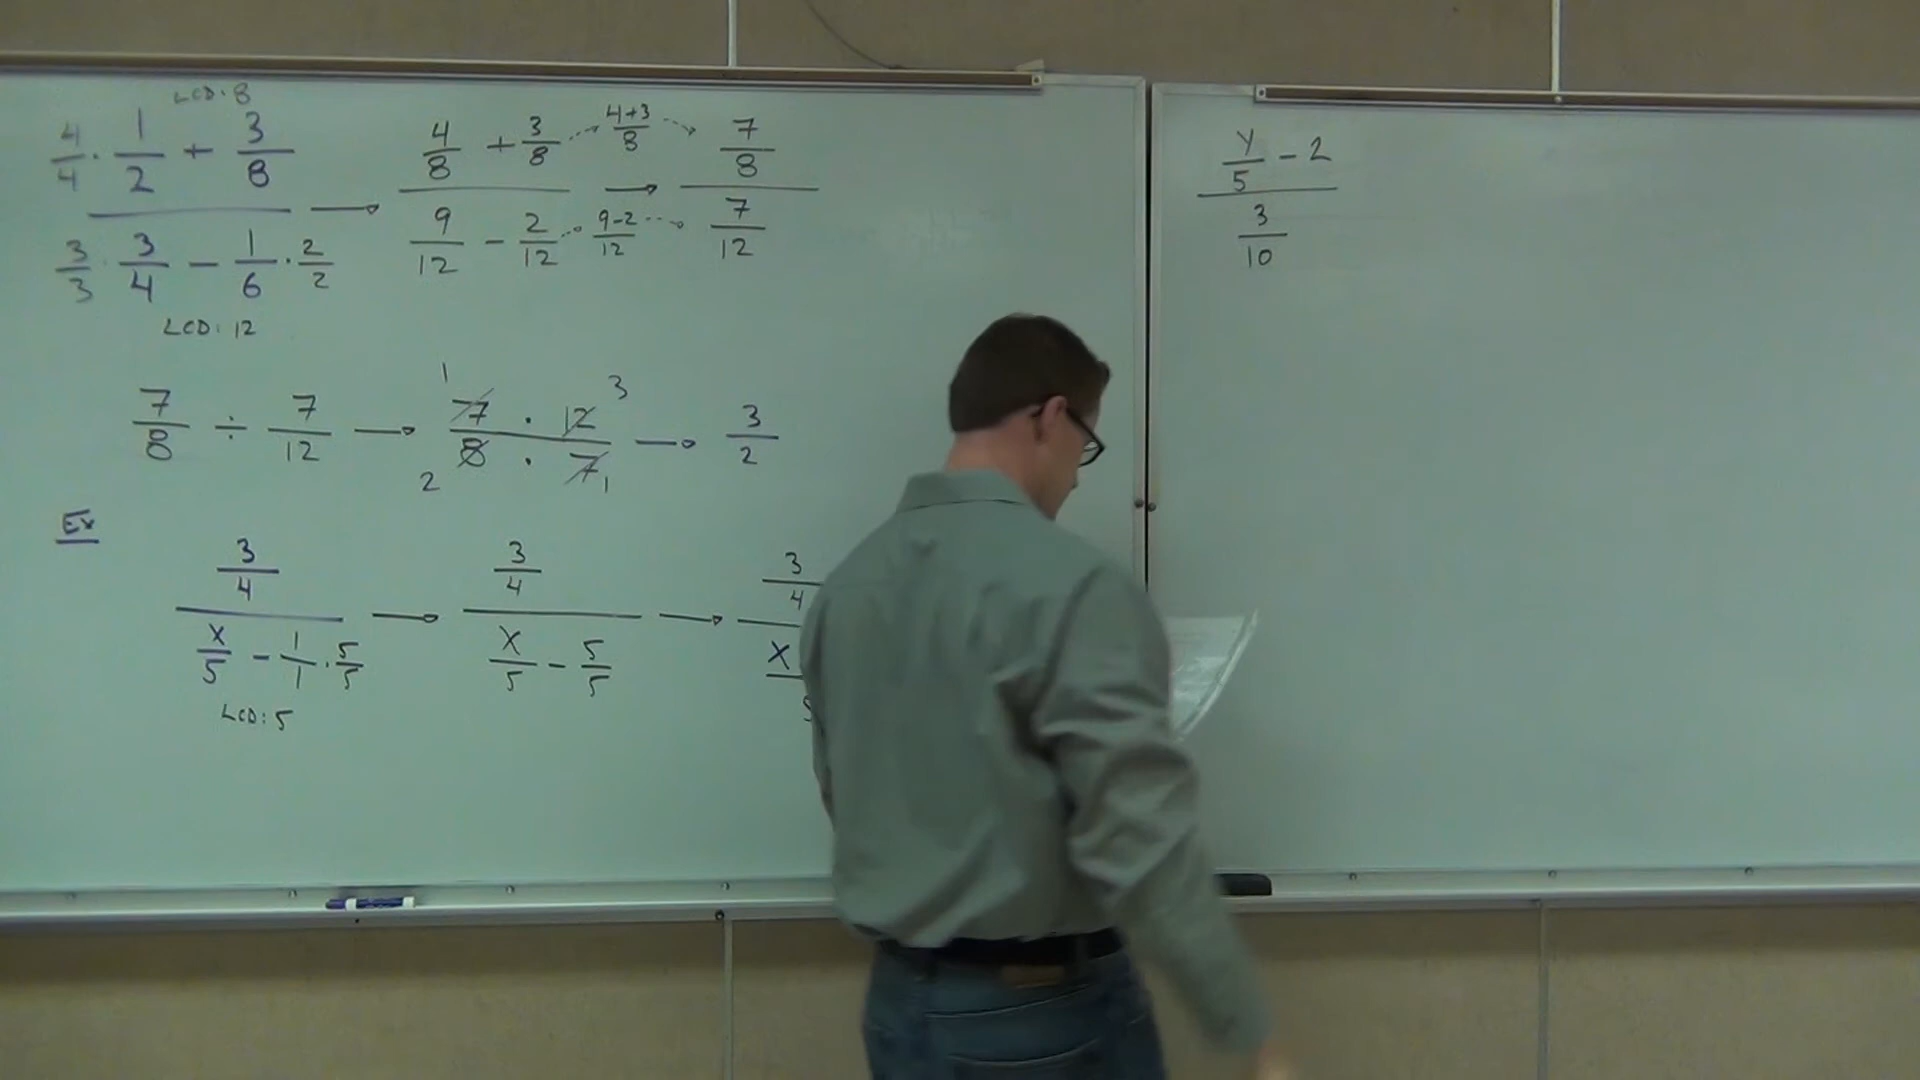 LCD: 8
4/4 · 1/2 + 3/8 → 4/8 + 3/8 ⇢ 4+3/8 ⇢ 7/8
3/3 · 3/4 − 1/6 · 2/2 → 9/12 − 2/12 ⇢ 9−2/12 ⇢ 7/12
LCD: 12
7/8 ÷ 7/12 → 7 · 12 / 8 · 7 → 3/2
1 3
2 1
Ex
3/4 → 3/4 → 3/4
x/5 − 1/1 · 5/5 x/5 − 5/5 x
LCD: 5
y/5 − 2
3/10